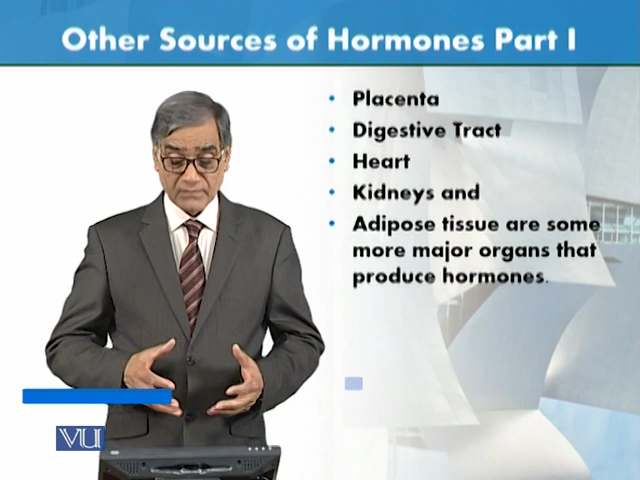 Other Sources of Hormones Part I
• Placenta
• Digestive Tract
• Heart
• Kidneys and
• Adipose tissue are some
more major organs that
produce hormones.
VU